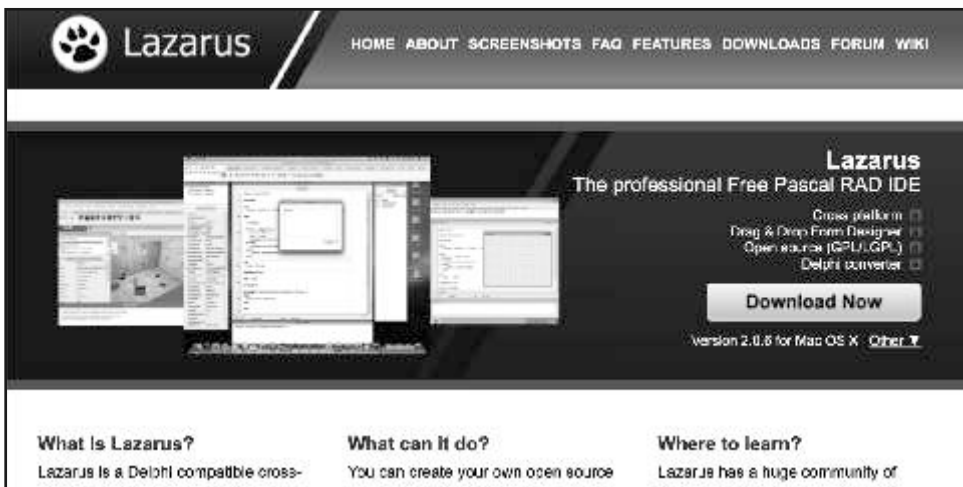 Lazarus
HOME ABOUT SCREENSHOTS FAQ FEATURES DOWNLOADS FORUM WIKI
Lazarus
The professional Free Pascal RAD IDE
Cross platform
Drag & Drop Form Designer
Open source (GPL/LGPL)
Delphi converter
Download Now
Version 2.0.6 for Mac OS X Other ▼
What is Lazarus?
Lazarus is a Delphi compatible cross-
What can it do?
You can create your own open source
Where to learn?
Lazarus has a huge community of